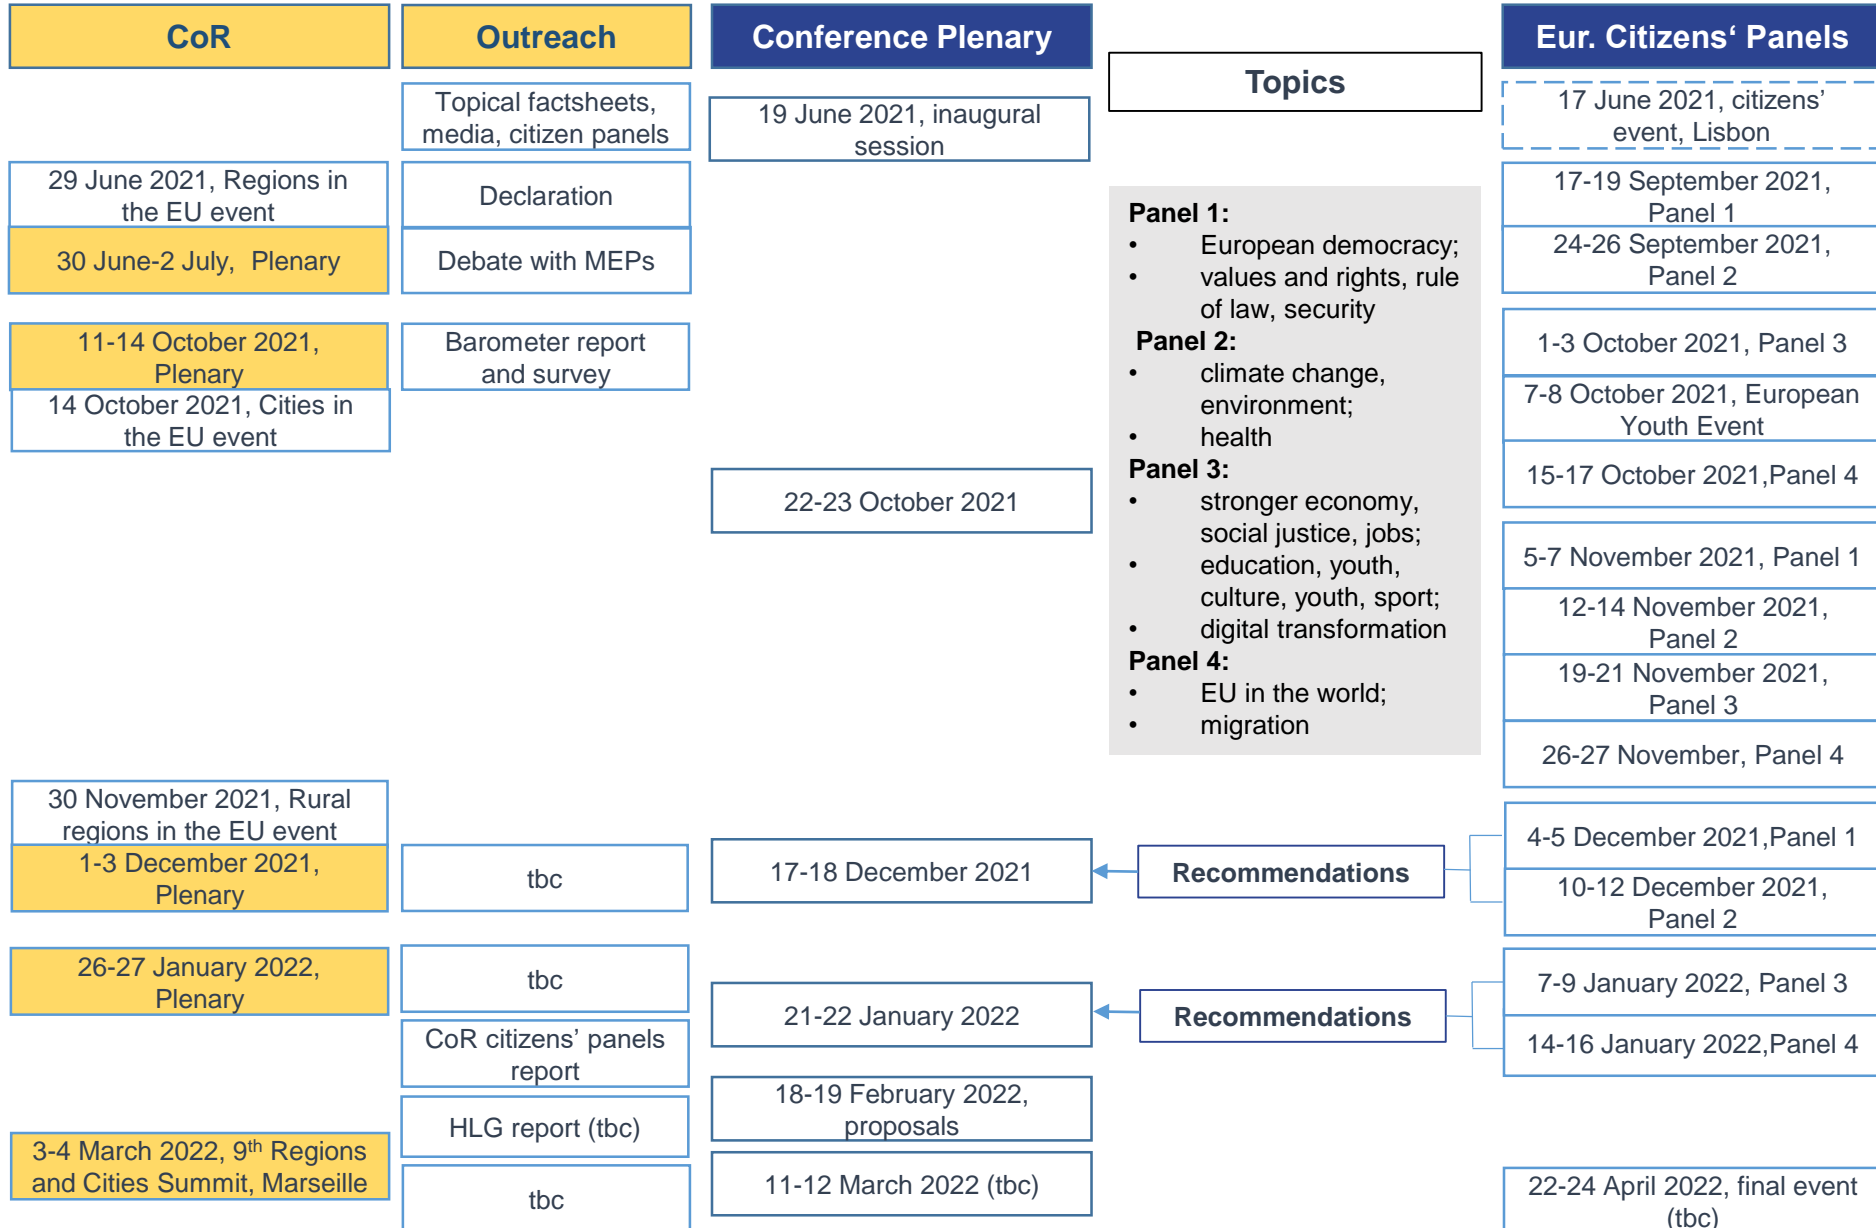 CoR
Outreach
Conference Plenary
Topics
Eur. Citizens‘ Panels
29 June 2021, Regions in
the EU event
30 June-2 July,  Plenary
11-14 October 2021,
Plenary
14 October 2021, Cities in
the EU event
30 November 2021, Rural
regions in the EU event
1-3 December 2021,
Plenary
26-27 January 2022,
Plenary
3-4 March 2022, 9th Regions
and Cities Summit, Marseille
Topical factsheets,
media, citizen panels
Declaration
Debate with MEPs
Barometer report
and survey
tbc
tbc
CoR citizens’ panels
report
HLG report (tbc)
tbc
19 June 2021, inaugural
session
22-23 October 2021
17-18 December 2021
21-22 January 2022
18-19 February 2022,
proposals
11-12 March 2022 (tbc)
Panel 1:
• European democracy;
• values and rights, rule
of law, security
Panel 2:
• climate change,
environment;
• health
Panel 3:
• stronger economy,
social justice, jobs;
• education, youth,
culture, youth, sport;
• digital transformation
Panel 4:
• EU in the world;
• migration
Recommendations
Recommendations
17 June 2021, citizens’
event, Lisbon
17-19 September 2021,
Panel 1
24-26 September 2021,
Panel 2
1-3 October 2021, Panel 3
7-8 October 2021, European
Youth Event
15-17 October 2021,Panel 4
5-7 November 2021, Panel 1
12-14 November 2021,
Panel 2
19-21 November 2021,
Panel 3
26-27 November, Panel 4
4-5 December 2021,Panel 1
10-12 December 2021,
Panel 2
7-9 January 2022, Panel 3
14-16 January 2022,Panel 4
22-24 April 2022, final event
(tbc)